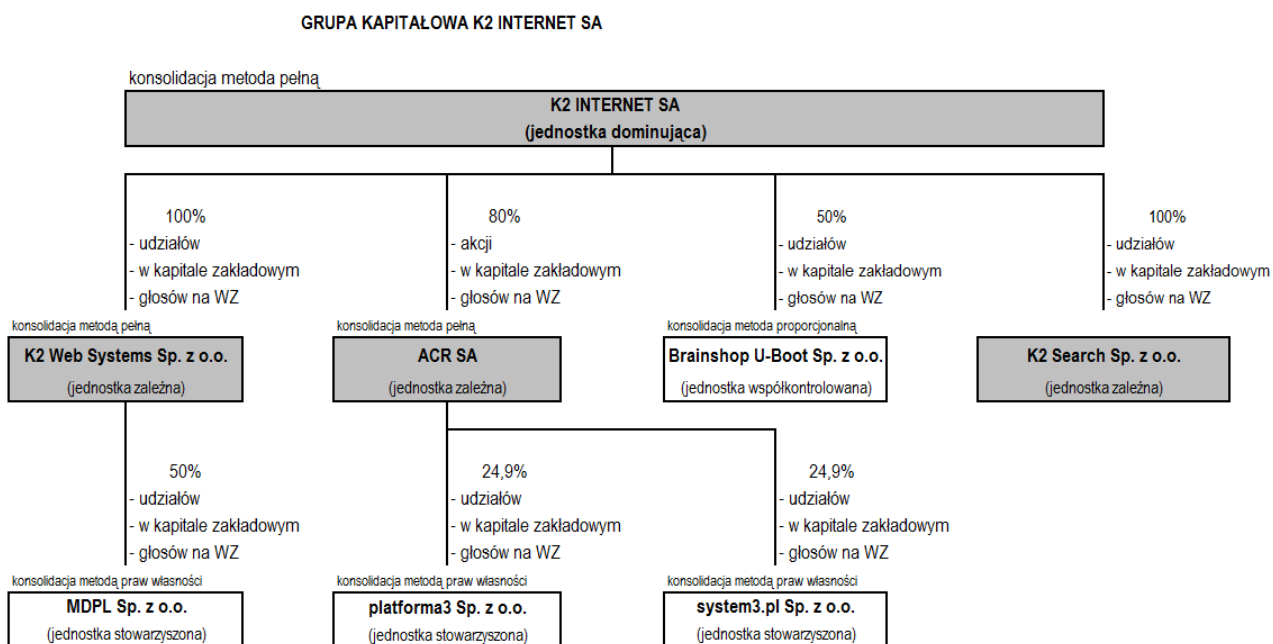 GRUPA KAPITAŁOWA K2 INTERNET SA
konsolidacja metoda pełną
K2 INTERNET SA
(jednostka dominująca)
100%
- udziałów
- w kapitale zakładowym
- głosów na WZ
80%
- akcji
- w kapitale zakładowym
- głosów na WZ
50%
- udziałów
- w kapitale zakładowym
- głosów na WZ
100%
- udziałów
- w kapitale zakładowym
- głosów na WZ
konsolidacja metodą pełną
K2 Web Systems Sp. z o.o.
(jednostka zależna)
konsolidacja metoda pełną
ACR SA
(jednostka zależna)
konsolidacja metoda proporcjonalną
Brainshop U-Boot Sp. z o.o.
(jednostka współkontrolowana)
K2 Search Sp. z o.o.
(jednostka zależna)
50%
- udziałów
- w kapitale zakładowym
- głosów na WZ
24,9%
- udziałów
- w kapitale zakładowym
- głosów na WZ
24,9%
- udziałów
- w kapitale zakładowym
- głosów na WZ
konsolidacja metodą praw własności
MDPL Sp. z o.o.
(jednostka stowarzyszona)
konsolidacja metodą praw własności
platforma3 Sp. z o.o.
(jednostka stowarzyszona)
konsolidacja metodą praw własności
system3.pl Sp. z o.o.
(jednostka stowarzyszona)